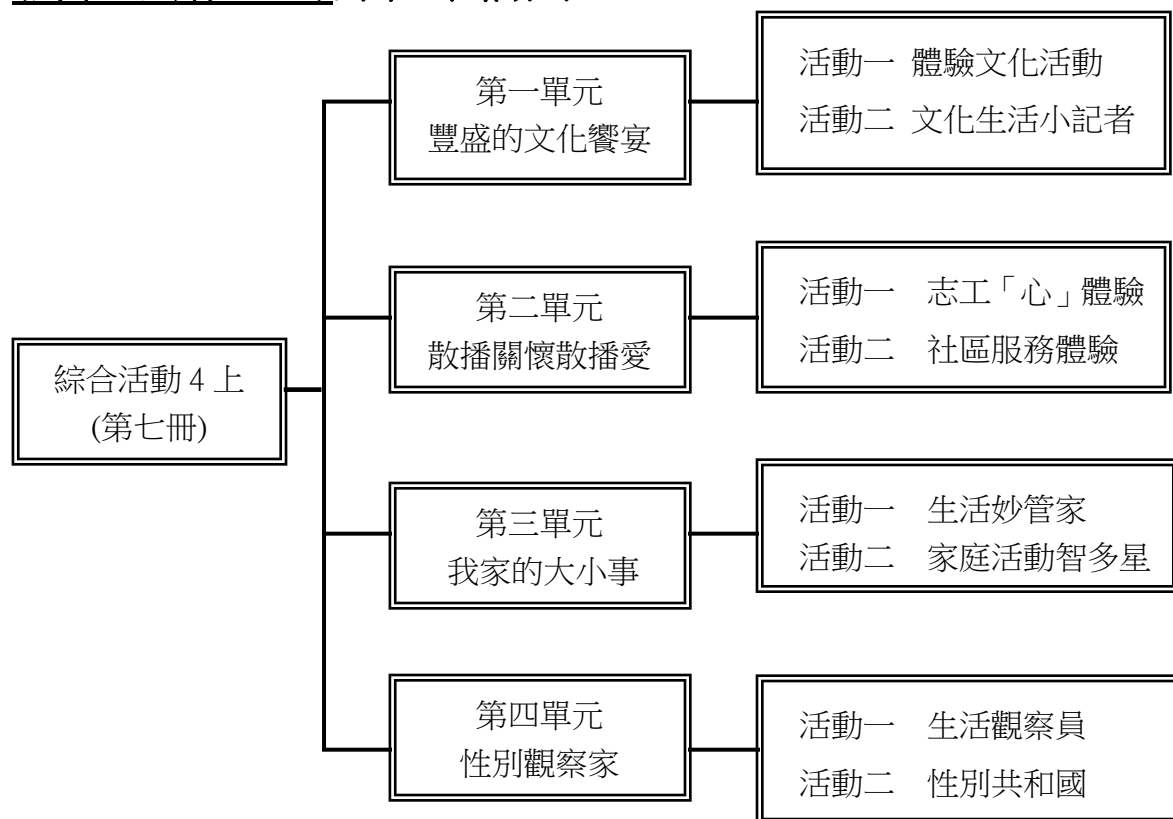 綜合活動 4 上
(第七冊)
第一單元
豐盛的文化饗宴
活動一 體驗文化活動
活動二 文化生活小記者
第二單元
散播關懷散播愛
活動一 志工「心」體驗
活動二 社區服務體驗
第三單元
我家的大小事
活動一 生活妙管家
活動二 家庭活動智多星
第四單元
性別觀察家
活動一 生活觀察員
活動二 性別共和國